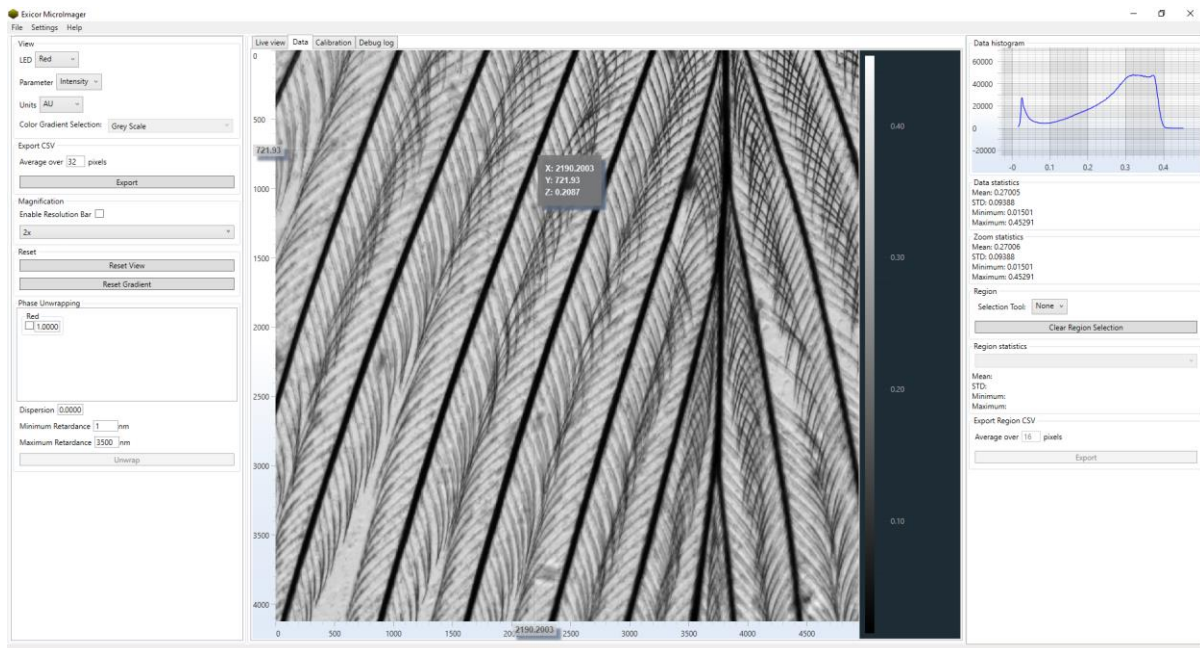 Exicor MicroImager
File Settings Help
View
LED Red
Parameter Intensity
Units AU
Color Gradient Selection: Grey Scale
Export CSV
Average over 32 pixels
Export
Magnification
Enable Resolution Bar
2x
Reset
Reset View
Reset Gradient
Phase Unwrapping
Red
1.0000
Dispersion 0.0000
Minimum Retardance 1 nm
Maximum Retardance 3500 nm
Unwrap
Live view Data Calibration Debug log
0
500
721.93
1000
1500
2000
2500
3000
3500
4000
X: 2190.2003
Y: 721.93
Z: 0.2087
0 500 1000 1500 2190.2003 2500 3000 3500 4000 4500
0.40
0.30
0.20
0.10
Data histogram
60000
40000
20000
0
-20000
-0 0.1 0.2 0.3 0.4
Data statistics
Mean: 0.27005
STD: 0.09388
Minimum: 0.01501
Maximum: 0.45291
Zoom statistics
Mean: 0.27006
STD: 0.09388
Minimum: 0.01501
Maximum: 0.45291
Region
Selection Tool: None
Clear Region Selection
Region statistics
Mean:
STD:
Minimum:
Maximum:
Export Region CSV
Average over 16 pixels
Export